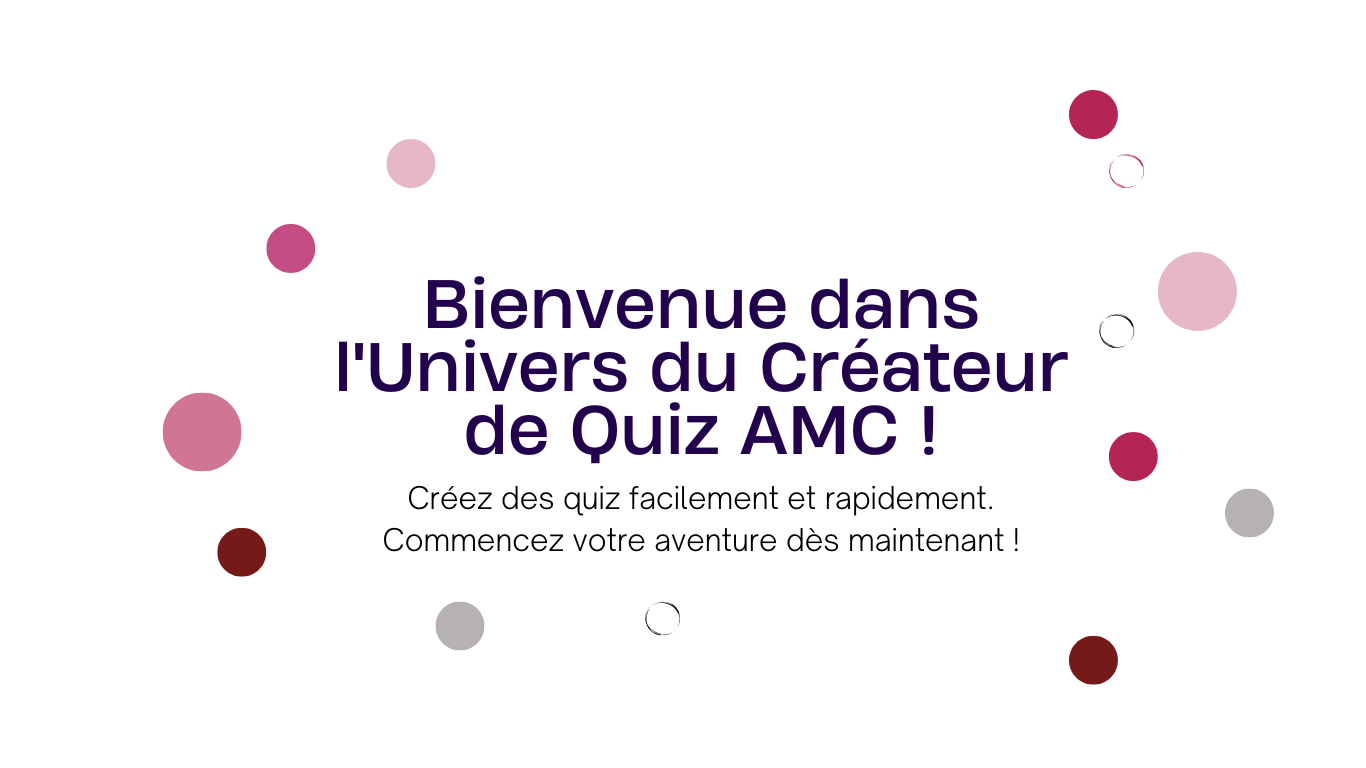 Bienvenue dans
l'Univers du Créateur
de Quiz AMC !
Créez des quiz facilement et rapidement.
Commencez votre aventure dès maintenant !